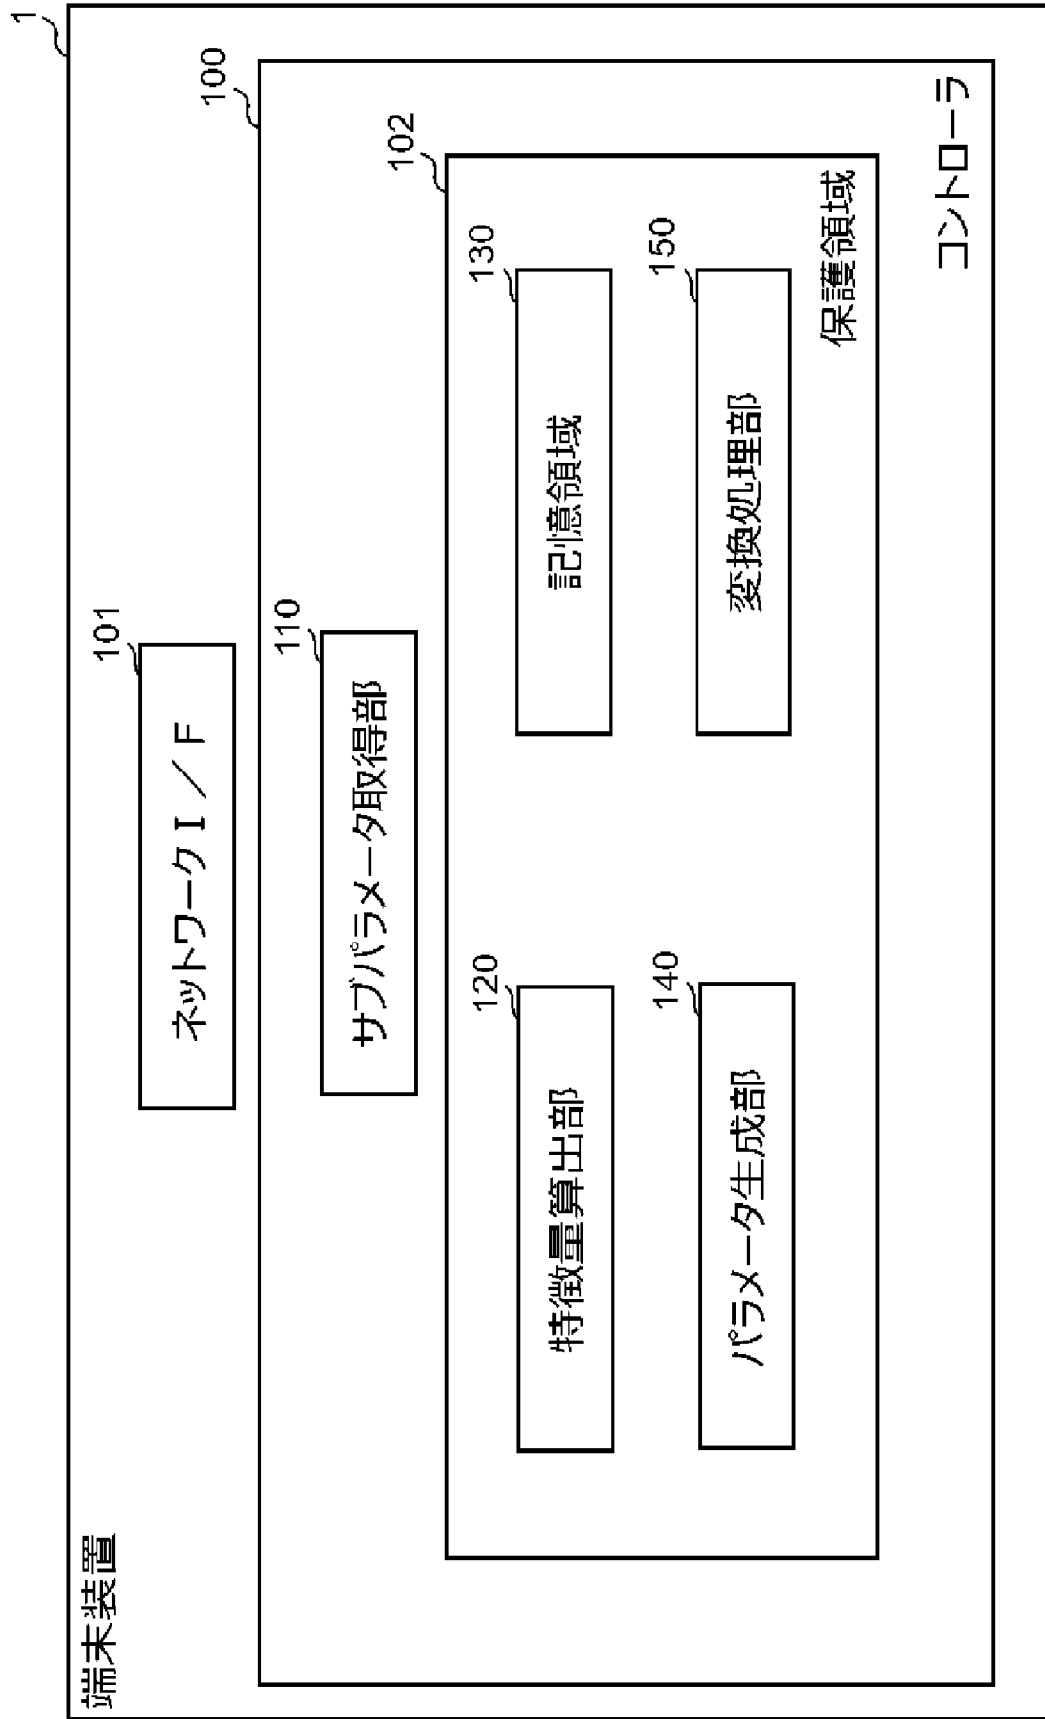 端末装置
1
ネットワークＩ／Ｆ
101
100
サブパラメータ取得部
110
102
特徴量算出部
120
記憶領域
130
パラメータ生成部
140
変換処理部
150
保護領域
コントローラ